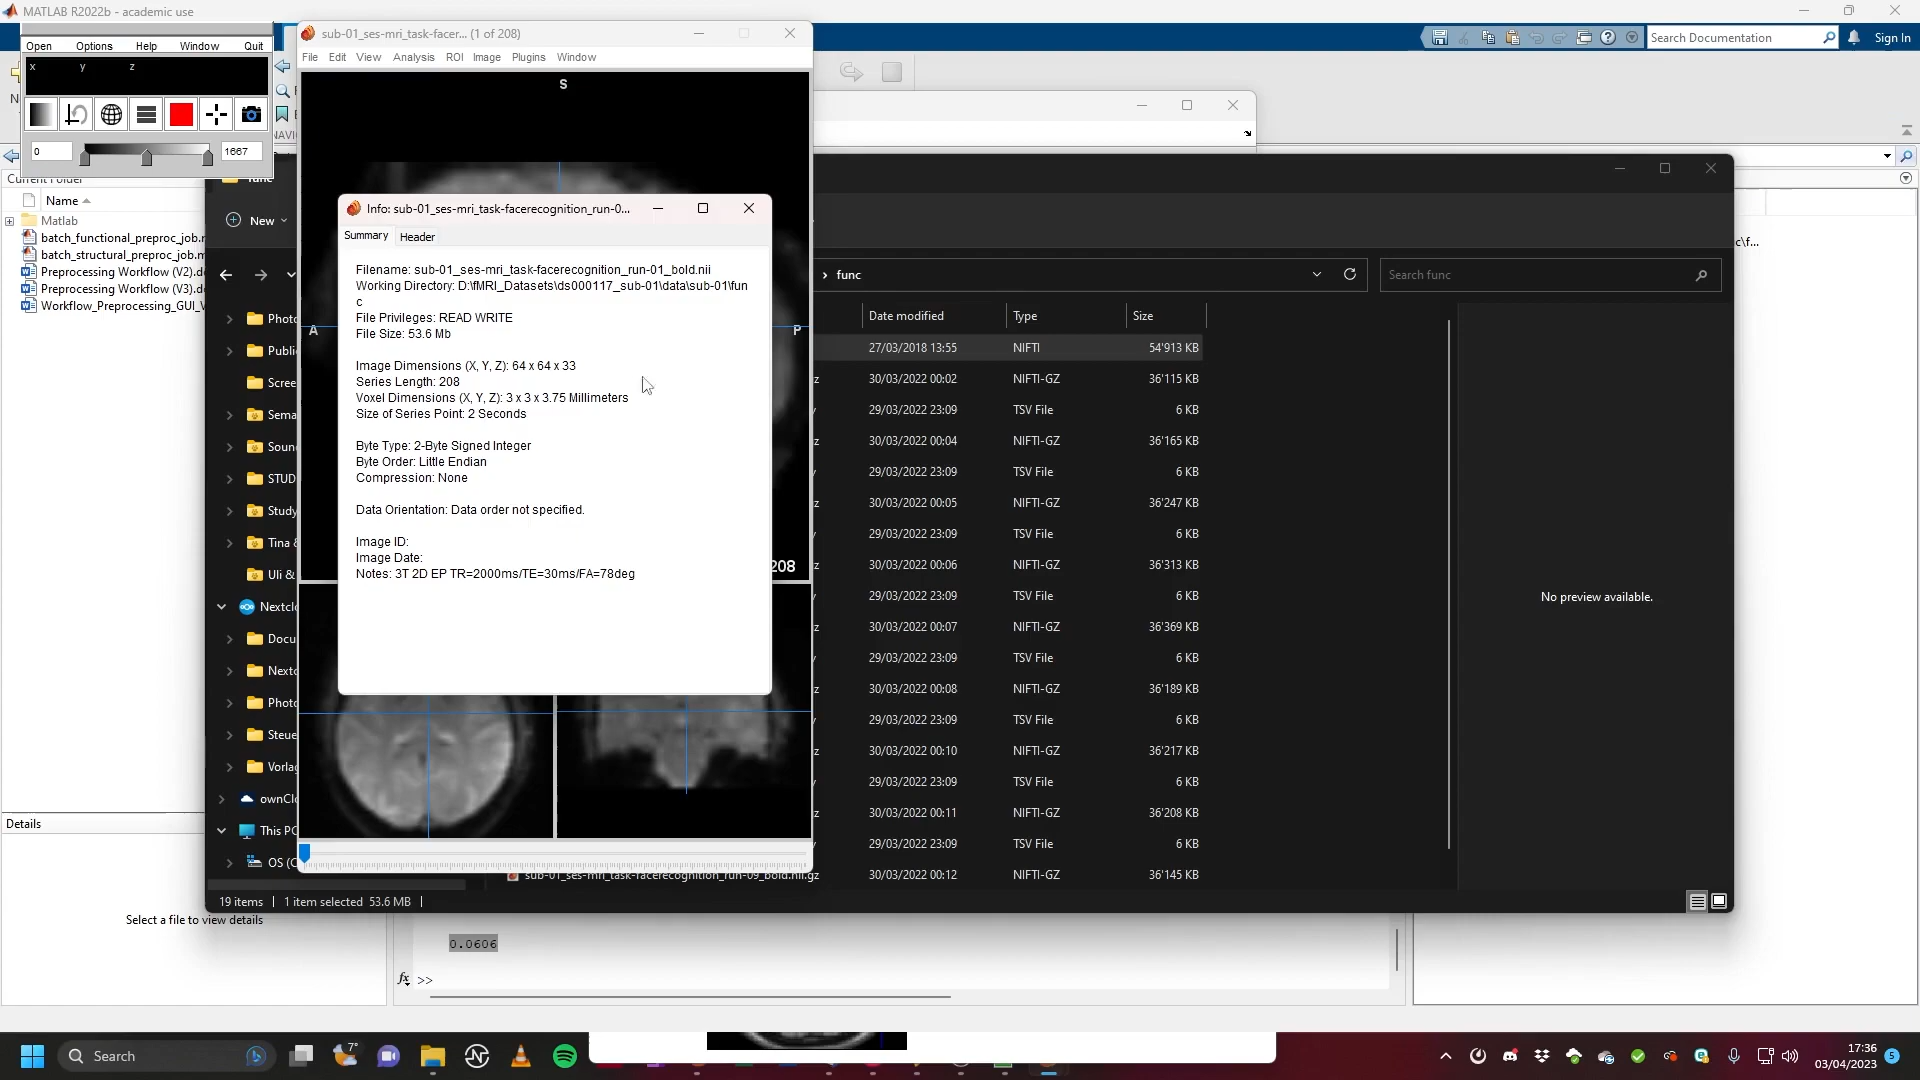 MATLAB R2022b - academic use
Search Documentation
Sign In
Open Options Help Window Quit
x y z
0 1667
Current Folder
Name
Matlab
batch_functional_preproc_job.
batch_structural_preproc_job.m
Preprocessing Workflow (V2).d
Preprocessing Workflow (V3).d
Workflow_Preprocessing_GUI_V
Details
Select a file to view details
sub-01_ses-mri_task-facer... (1 of 208)
File Edit View Analysis ROI Image Plugins Window
S
A
P
208
Info: sub-01_ses-mri_task-facerecognition_run-0...
Summary Header
Filename: sub-01_ses-mri_task-facerecognition_run-01_bold.nii
Working Directory: D:\fMRI_Datasets\ds000117_sub-01\data\sub-01\fun
c
File Privileges: READ WRITE
File Size: 53.6 Mb
Image Dimensions (X, Y, Z): 64 x 64 x 33
Series Length: 208
Voxel Dimensions (X, Y, Z): 3 x 3 x 3.75 Millimeters
Size of Series Point: 2 Seconds
Byte Type: 2-Byte Signed Integer
Byte Order: Little Endian
Compression: None
Data Orientation: Data order not specified.
Image ID:
Image Date:
Notes: 3T 2D EP TR=2000ms/TE=30ms/FA=78deg
New
Photo
Public
Scree
Sema
Soun
STUD
Study
Tina &
Uli &
Nextcl
Docu
Nextc
Photo
Steue
Vorla
ownClo
This PC
OS (C
func
Search func
Date modified Type Size
27/03/2018 13:55 NIFTI 54'913 KB
z 30/03/2022 00:02 NIFTI-GZ 36'115 KB
29/03/2022 23:09 TSV File 6 KB
z 30/03/2022 00:04 NIFTI-GZ 36'165 KB
29/03/2022 23:09 TSV File 6 KB
z 30/03/2022 00:05 NIFTI-GZ 36'247 KB
29/03/2022 23:09 TSV File 6 KB
z 30/03/2022 00:06 NIFTI-GZ 36'313 KB
29/03/2022 23:09 TSV File 6 KB
z 30/03/2022 00:07 NIFTI-GZ 36'369 KB
29/03/2022 23:09 TSV File 6 KB
z 30/03/2022 00:08 NIFTI-GZ 36'189 KB
29/03/2022 23:09 TSV File 6 KB
z 30/03/2022 00:10 NIFTI-GZ 36'217 KB
29/03/2022 23:09 TSV File 6 KB
z 30/03/2022 00:11 NIFTI-GZ 36'208 KB
29/03/2022 23:09 TSV File 6 KB
sub-01_ses-mri_task-facerecognition_run-09_bold.nii.gz 30/03/2022 00:12 NIFTI-GZ 36'145 KB
No preview available.
19 items 1 item selected 53.6 MB
c\f...
0.0606
fx >>
Search
7°
17:36
03/04/2023
5